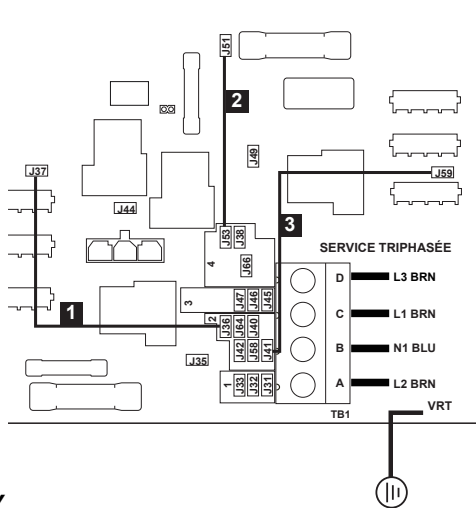 J51
2
J49
J37
J59
J44
3
J53
J38
4
J66
SERVICE TRIPHASÉE
D
L3 BRN
3
J47
J46
J45
1
2
J36
J64
J40
C
L1 BRN
J42
J58
J41
B
N1 BLU
J35
1
J33
J32
J31
A
L2 BRN
TB1
VRT